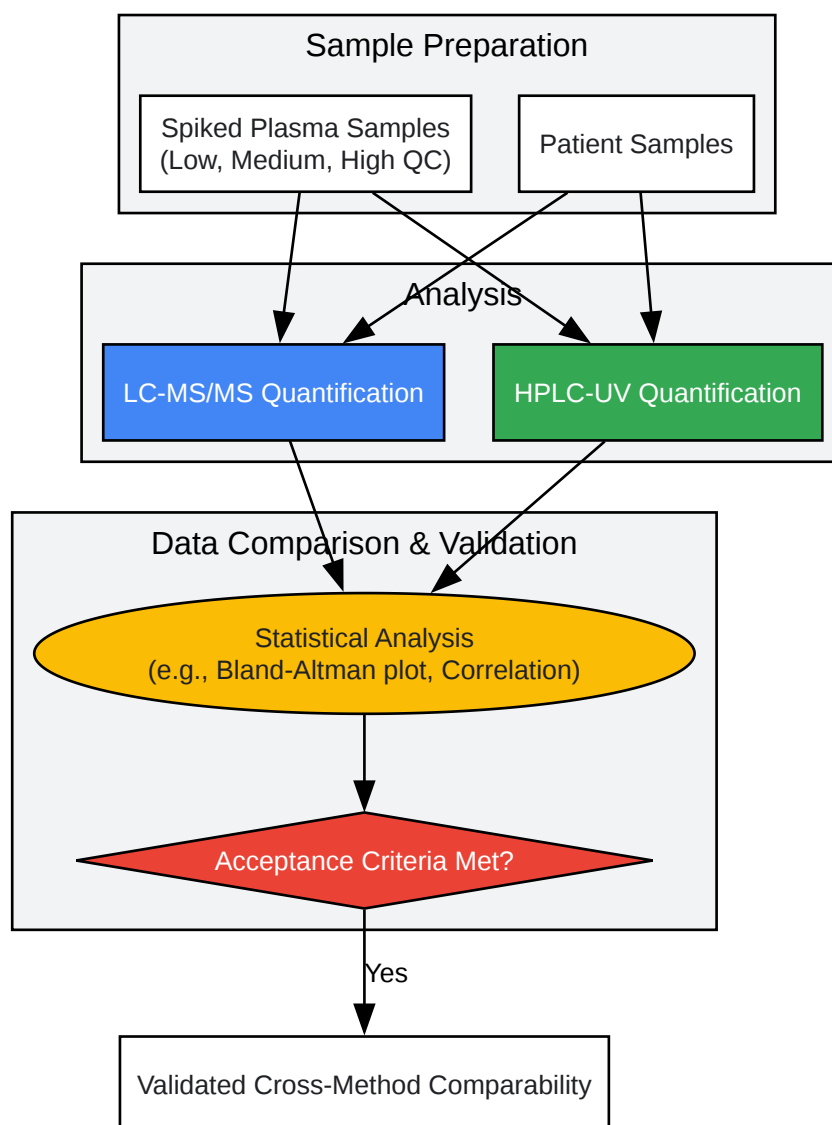 Sample Preparation
Spiked Plasma Samples
(Low, Medium, High QC)
Patient Samples
Analysis
LC-MS/MS Quantification
HPLC-UV Quantification
Data Comparison & Validation
Statistical Analysis
(e.g., Bland-Altman plot, Correlation)
Acceptance Criteria Met?
Yes
Validated Cross-Method Comparability